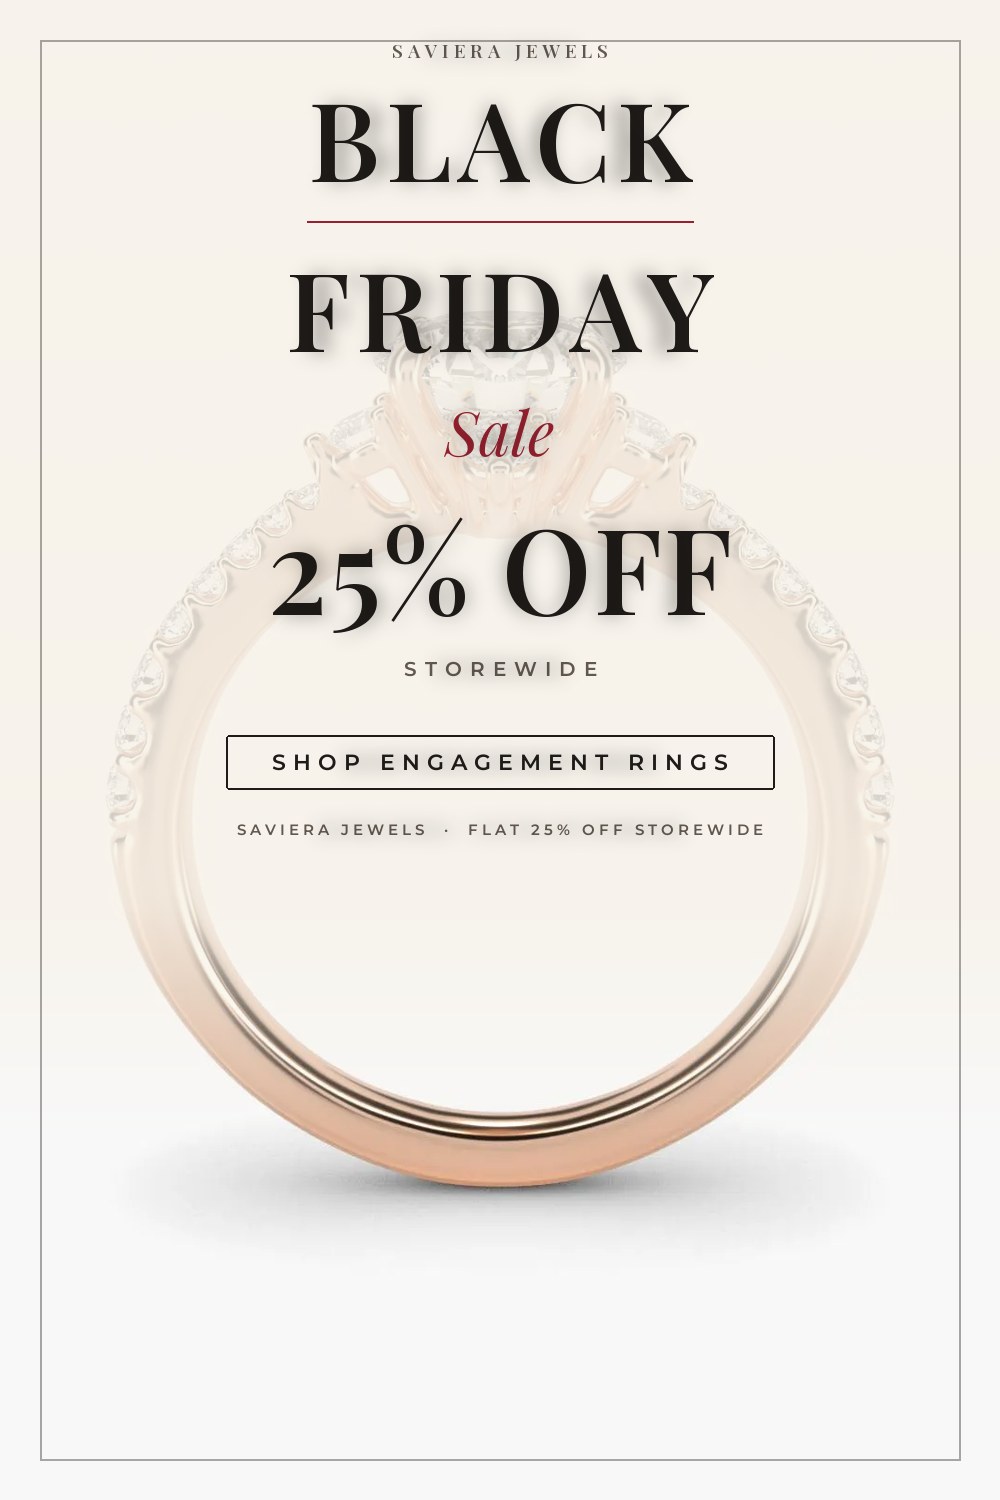 SAVIERA JEWELS
BLACK
FRIDAY
Sale
25% OFF
STOREWIDE
SHOP ENGAGEMENT RINGS
SAVIERA JEWELS · FLAT 25% OFF STOREWIDE